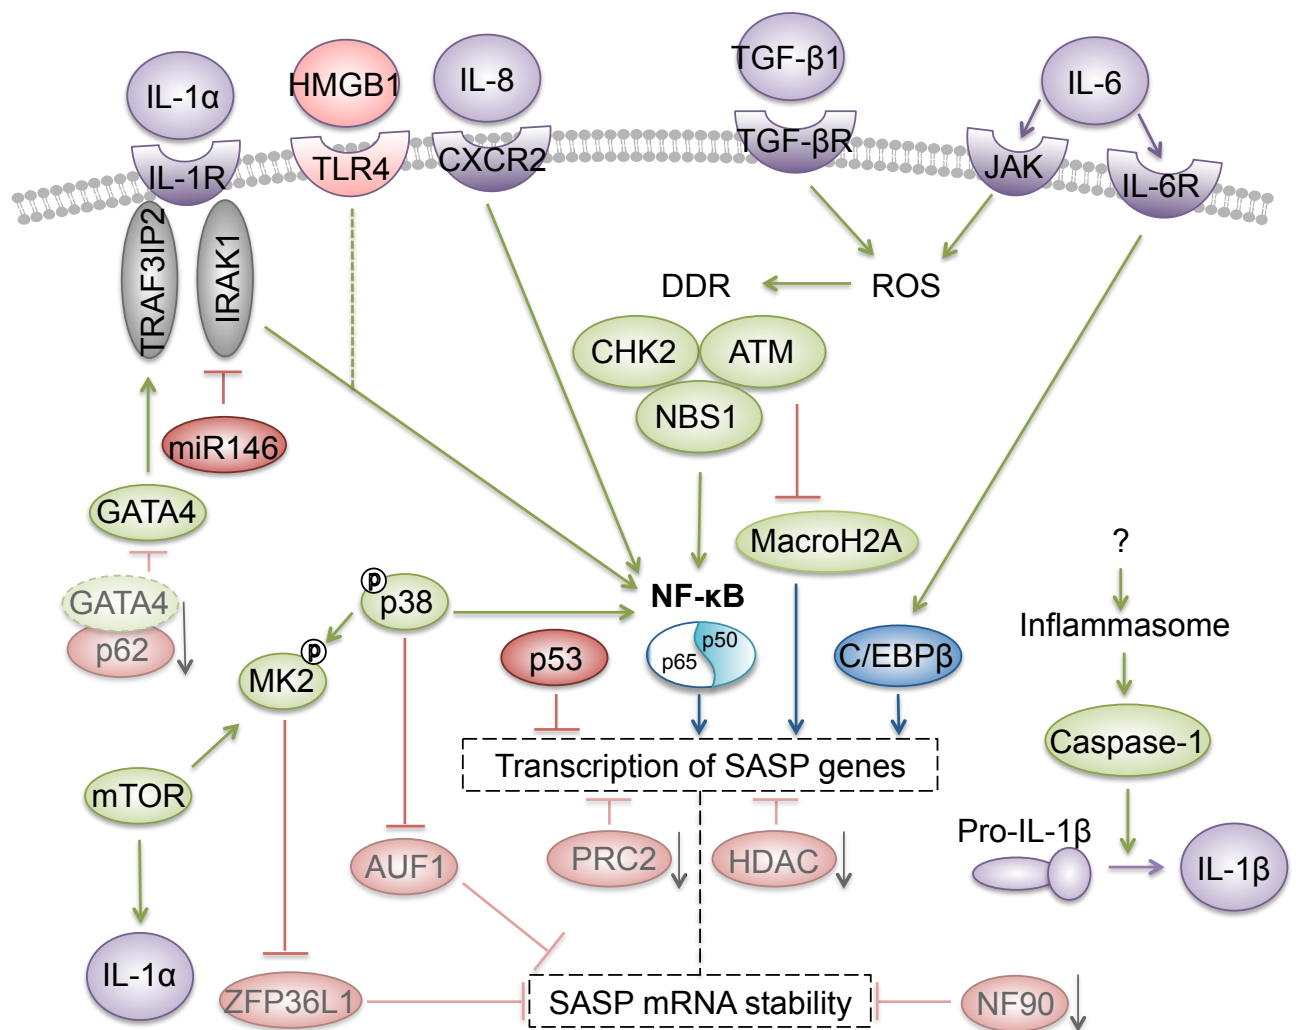 IL-1α
HMGB1
IL-8
TGF-β1
IL-6
IL-1R
TLR4
CXCR2
TGF-βR
JAK
IL-6R
TRAF3IP2
IRAK1
DDR
ROS
CHK2
ATM
NBS1
miR146
GATA4
MacroH2A
?
GATA4
p62
p
p38
NF-κB
p65
p50
p53
C/EBPβ
Inflammasome
p
MK2
Caspase-1
Transcription of SASP genes
mTOR
AUF1
PRC2
HDAC
Pro-IL-1β
IL-1β
IL-1α
ZFP36L1
SASP mRNA stability
NF90